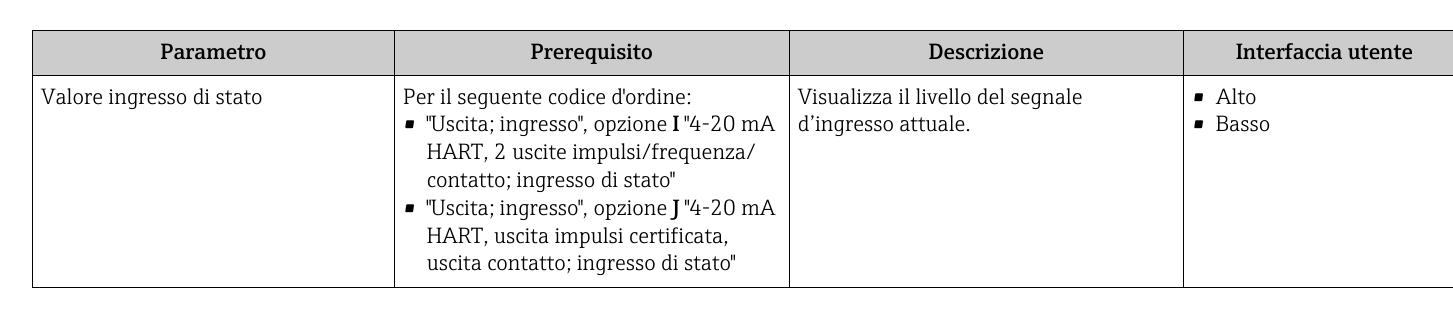 Parametro
Prerequisito
Descrizione
Interfaccia utente
Valore ingresso di stato
Per il seguente codice d'ordine:
▪ "Uscita; ingresso", opzione I "4-20 mA
HART, 2 uscite impulsi/frequenza/
contatto; ingresso di stato"
▪ "Uscita; ingresso", opzione J "4-20 mA
HART, uscita impulsi certificata,
uscita contatto; ingresso di stato"
Visualizza il livello del segnale
d’ingresso attuale.
▪ Alto
▪ Basso